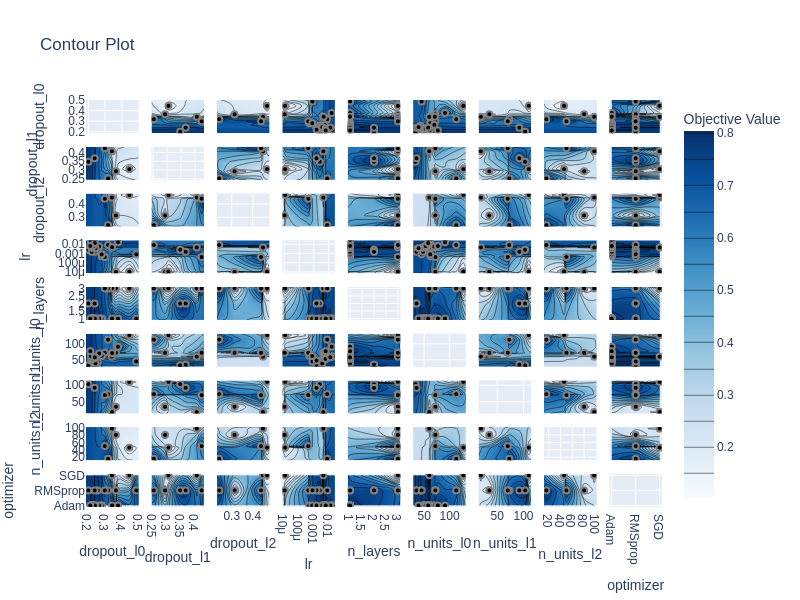 Contour Plot
Objective Value
0.8
0.7
0.6
0.5
0.4
0.3
0.2
dropout_l0
0.5
0.4
0.3
0.2
dropout_l1
0.4
0.35
0.3
0.25
dropout_l2
0.4
0.3
lr
0.01
0.001
100μ
10μ
n_layers
3
2.5
2
1.5
1
n_units_l0
100
50
n_units_l1
100
50
n_units_l2
100
80
60
40
20
optimizer
SGD
RMSprop
Adam
0.2 0.3 0.4 0.5
dropout_l0
0.25 0.3 0.35 0.4
dropout_l1
0.3 0.4
dropout_l2
10μ 100μ 0.001 0.01
lr
1 1.5 2 2.5 3
n_layers
50 100
n_units_l0
50 100
n_units_l1
20 40 60 80 100
n_units_l2
Adam RMSprop SGD
optimizer